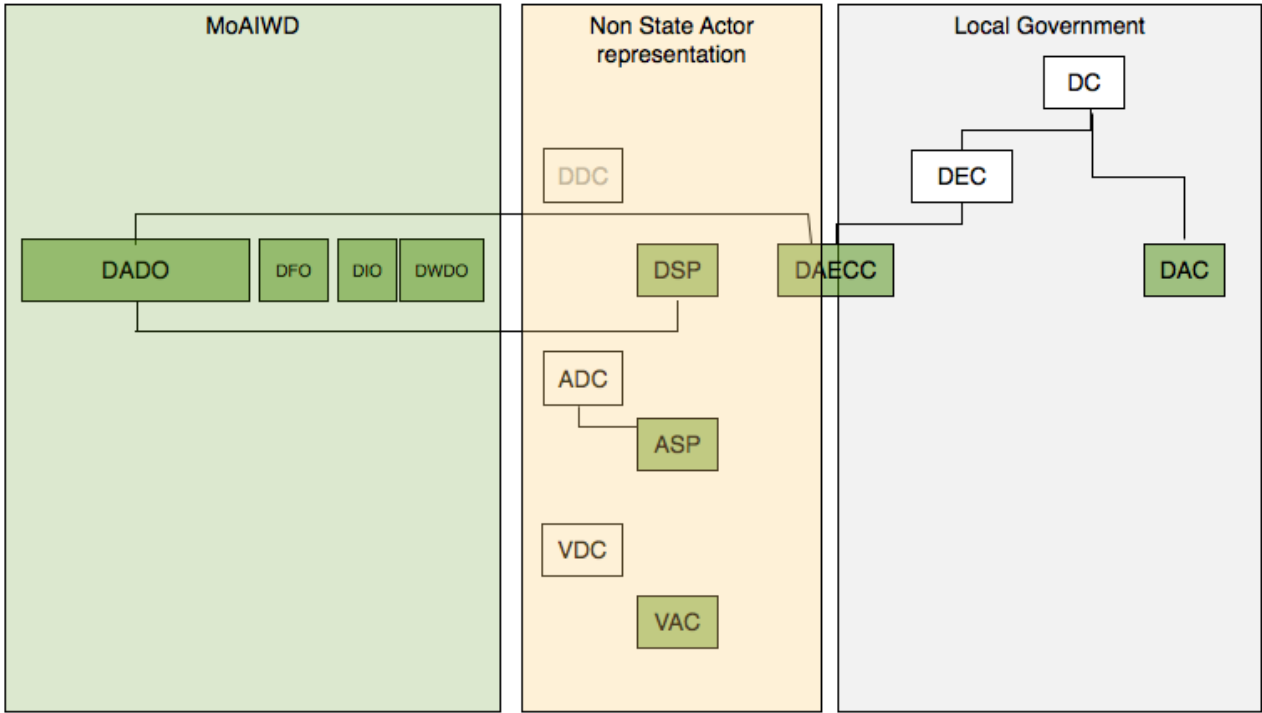 MoAIWD
Non State Actor
representation
Local Government
DC
DDC
DEC
DADO
DFO
DIO
DWDO
DSP
DAECC
DAC
ADC
ASP
VDC
VAC